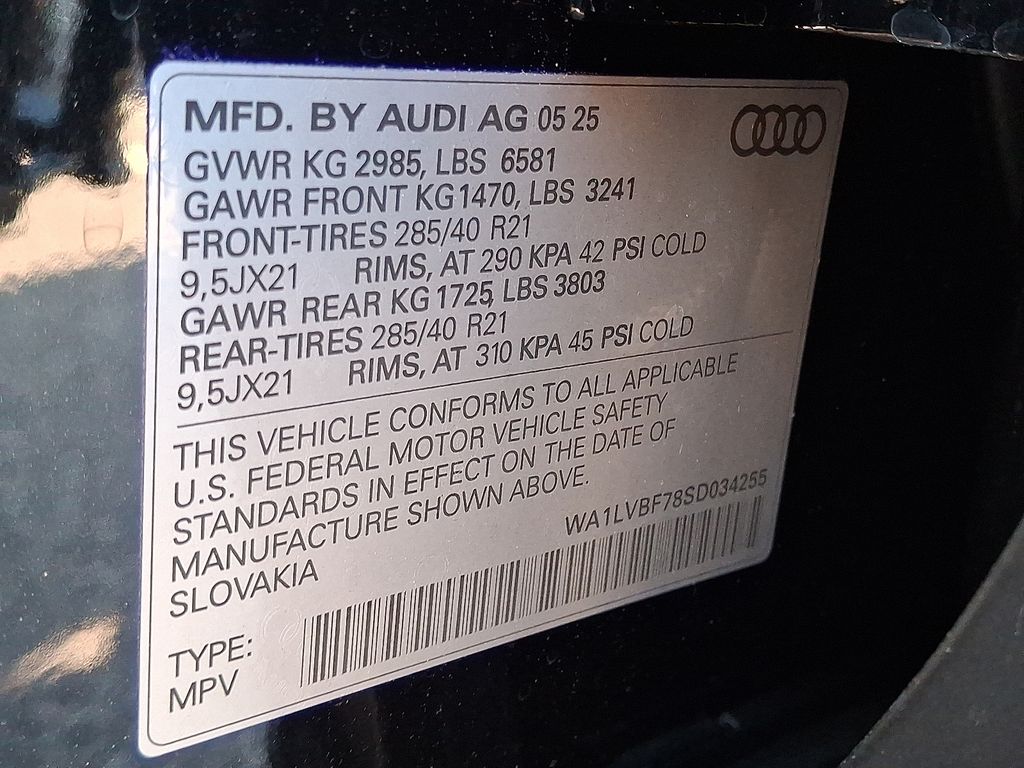 MFD. BY AUDI AG 05 25
GVWR KG 2985, LBS 6581
GAWR FRONT KG 1470, LBS 3241
FRONT-TIRES 285/40 R21
9,5JX21 RIMS, AT 290 KPA 42 PSI COLD
GAWR REAR KG 1725, LBS 3803
REAR-TIRES 285/40 R21
9,5JX21 RIMS, AT 310 KPA 45 PSI COLD
THIS VEHICLE CONFORMS TO ALL APPLICABLE
U.S. FEDERAL MOTOR VEHICLE SAFETY
STANDARDS IN EFFECT ON THE DATE OF
MANUFACTURE SHOWN ABOVE.
SLOVAKIA
WA1LVBF78SD034255
TYPE:
MPV